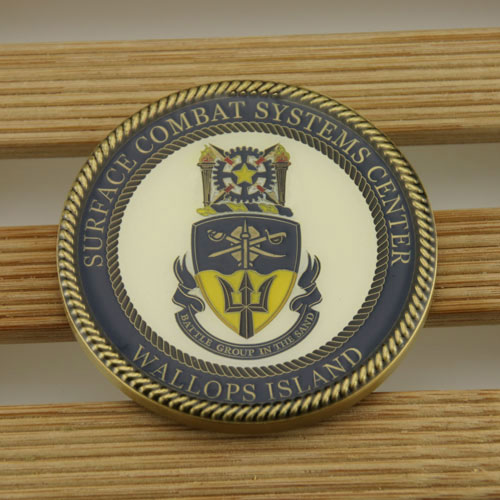 SURFACE COMBAT SYSTEMS CENTER
BATTLE GROUP IN THE SAND
WALLOPS ISLAND